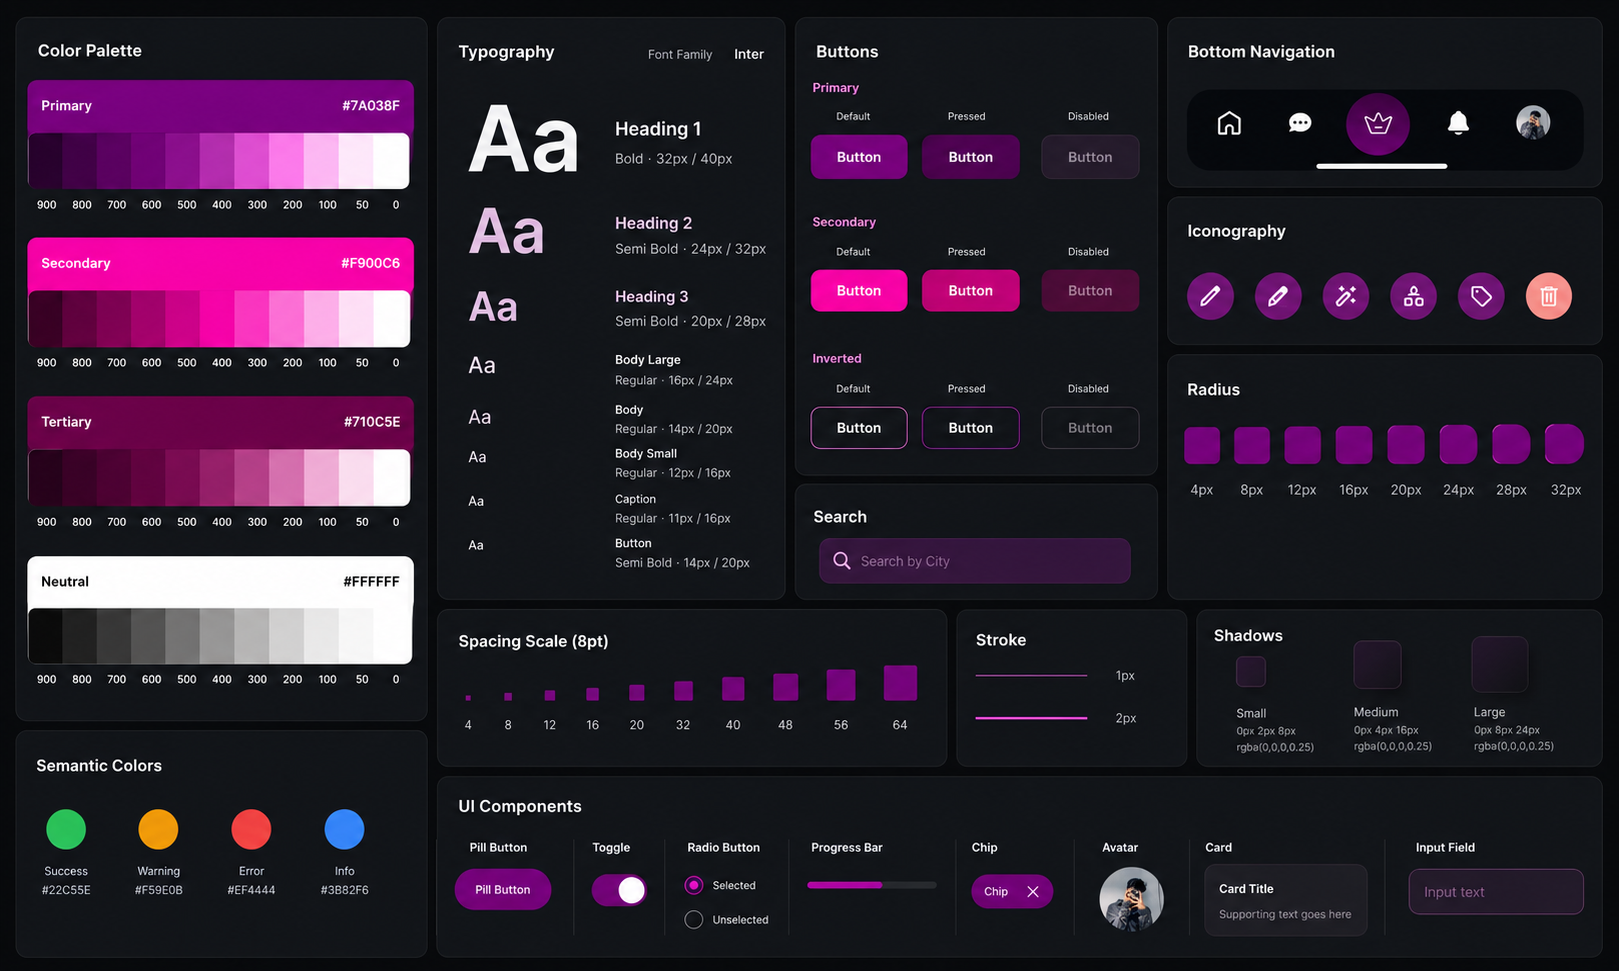 Color Palette
Primary #7A038F
900 800 700 600 500 400 300 200 100 50 0
Secondary #F900C6
900 800 700 600 500 400 300 200 100 50 0
Tertiary #710C5E
900 800 700 600 500 400 300 200 100 50 0
Neutral #FFFFFF
900 800 700 600 500 400 300 200 100 50 0
Semantic Colors
Success Warning Error Info
#22C55E #F59E0B #EF4444 #3B82F6
Typography Font Family Inter
Aa Heading 1
Bold · 32px / 40px
Aa Heading 2
Semi Bold · 24px / 32px
Aa Heading 3
Semi Bold · 20px / 28px
Aa Body Large
Regular · 16px / 24px
Aa Body
Regular · 14px / 20px
Aa Body Small
Regular · 12px / 16px
Aa Caption
Regular · 11px / 16px
Aa Button
Semi Bold · 14px / 20px
Buttons
Primary
Default Pressed Disabled
Button Button Button
Secondary
Default Pressed Disabled
Button Button Button
Inverted
Default Pressed Disabled
Button Button Button
Search
Search by City
Bottom Navigation
Iconography
Radius
4px 8px 12px 16px 20px 24px 28px 32px
Spacing Scale (8pt)
4 8 12 16 20 32 40 48 56 64
Stroke
1px
2px
Shadows
Small Medium Large
0px 2px 8px 0px 4px 16px 0px 8px 24px
rgba(0,0,0,0.25) rgba(0,0,0,0.25) rgba(0,0,0,0.25)
UI Components
Pill Button Toggle Radio Button Progress Bar Chip Avatar Card Input Field
Pill Button
Selected
Unselected
Chip
Card Title
Supporting text goes here
Input text